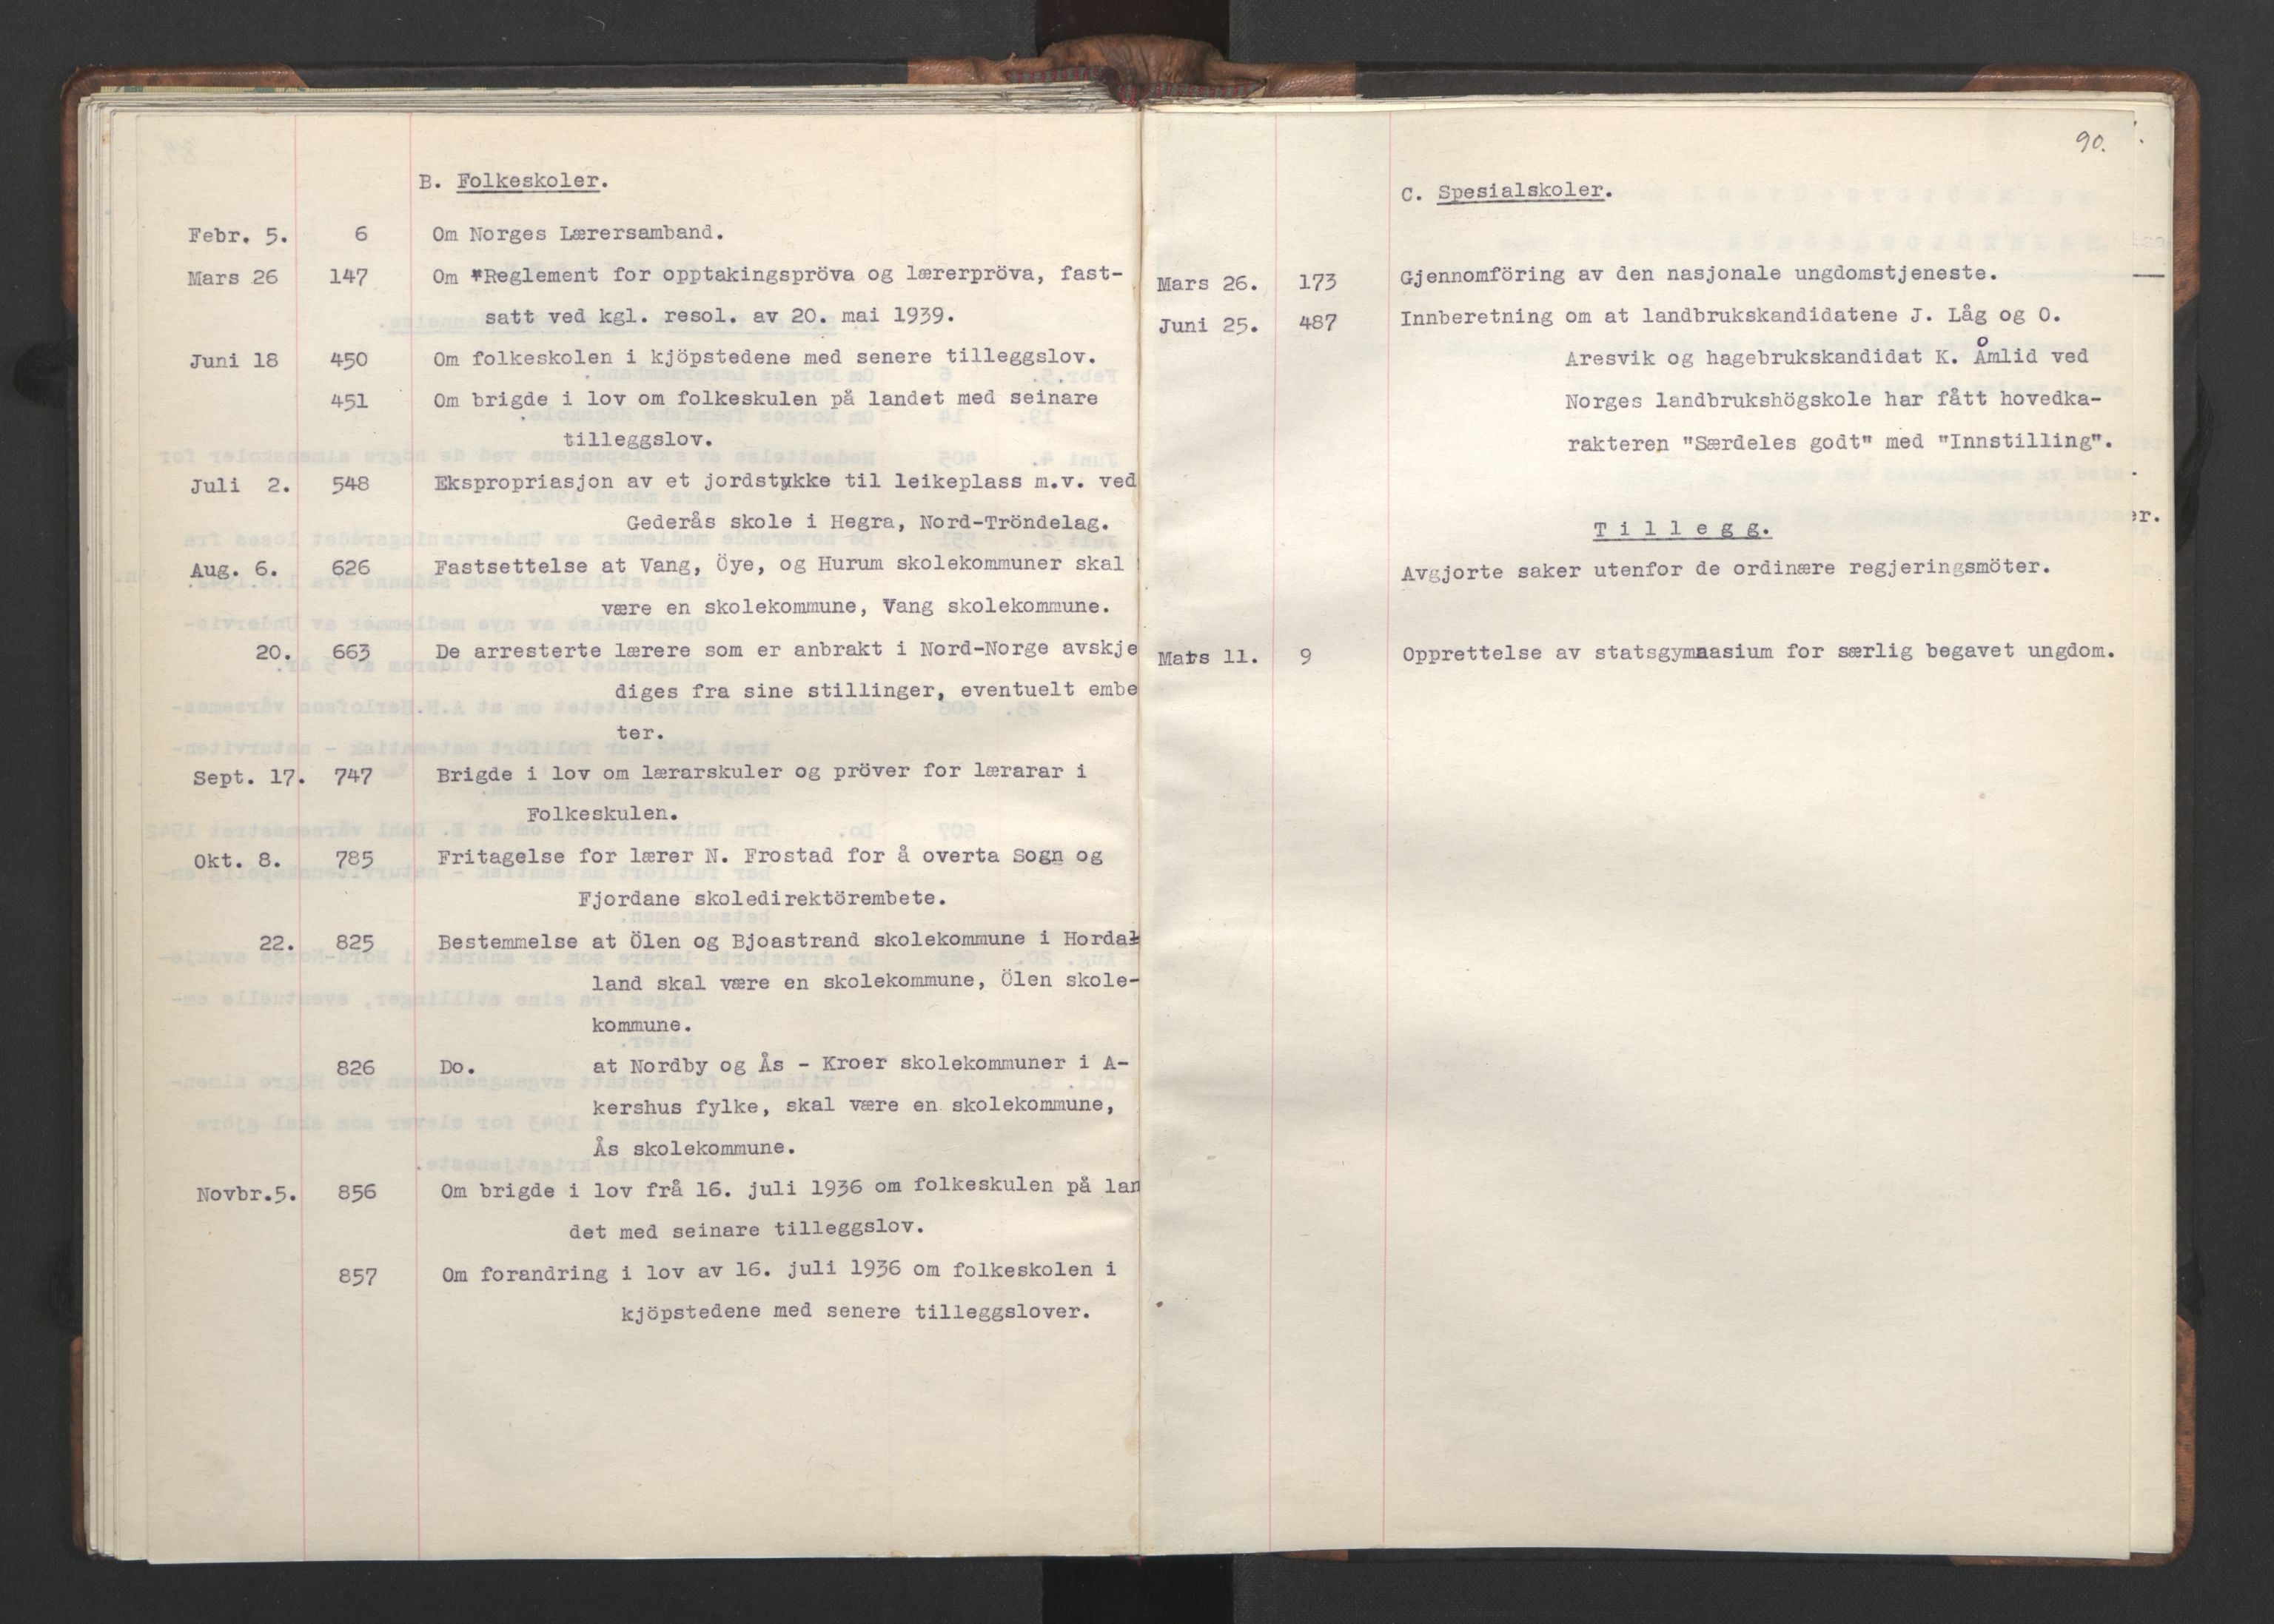 B. Folkeskoler.
Febr. 5. 6 Om Norges Lærersamband.
Mars 26 147 Om *Reglement for opptakingspröva og lærerpröva, fast-
satt ved kgl. resol. av 20. mai 1939.
Juni 18 450 Om folkeskolen i kjöpstedene med senere tilleggslov.
451 Om brigde i lov om folkeskulen på landet med seinare
tilleggslov.
Juli 2. 548 Ekspropriasjon av et jordstykke til leikeplass m.v. ved
Gederås skole i Hegra, Nord-Tröndelag.
Aug. 6. 626 Fastsettelse at Vang, Öye, og Hurum skolekommuner skal
være en skolekommune, Vang skolekommune.
20. 663 De arresterte lærere som er anbrakt i Nord-Norge avskje
diges fra sine stillinger, eventuelt embe
ter.
Sept. 17. 747 Brigde i lov om lærarskuler og pröver for lærarar i
Folkeskulen.
Okt. 8. 785 Fritagelse for lærer N. Frostad for å overta Sogn og
Fjordane skoledirektörembete.
22. 825 Bestemmelse at Ölen og Bjoastrand skolekommune i Hordal
land skal være en skolekommune, Ölen skole-
kommune.
826 Do. at Nordby og Ås - Kroer skolekommuner i A-
kershus fylke, skal være en skolekommune,
Ås skolekommune.
Novbr.5. 856 Om brigde i lov frå 16. juli 1936 om folkeskulen på lan
det med seinare tilleggslov.
857 Om forandring i lov av 16. juli 1936 om folkeskolen i
kjöpstedene med senere tilleggslover.
90.
C. Spesialskoler.
Mars 26. 173 Gjennomföring av den nasjonale ungdomstjeneste.
Juni 25. 487 Innberetning om at landbrukskandidatene J. Låg og O.
Aresvik og hagebrukskandidat K. Åmlid ved
Norges landbrukshögskole har fått hovedka-
rakteren "Særdeles godt" med "Innstilling".
Tillegg.
Avgjorte saker utenfor de ordinære regjeringsmöter.
Mars 11. 9 Opprettelse av statsgymnasium for særlig begavet ungdom.